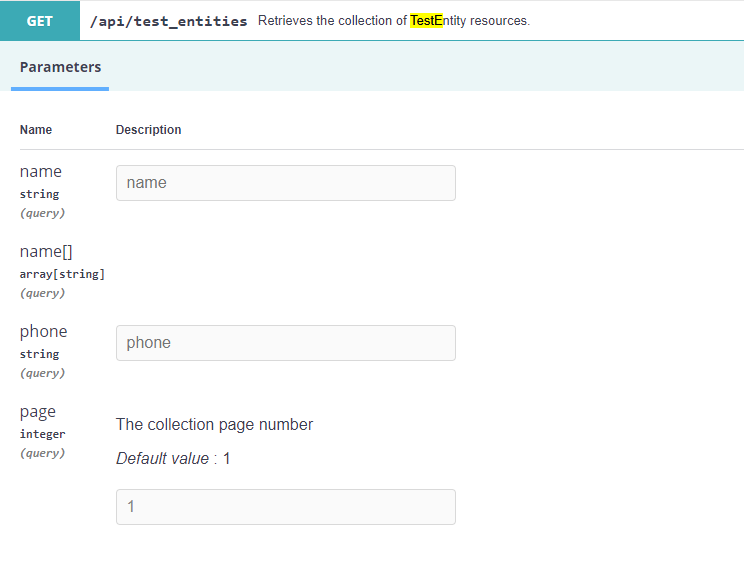 GET /api/test_entities Retrieves the collection of TestEntity resources.
Parameters
Name Description
name
string
(query)
name
name[]
array[string]
(query)
phone
string
(query)
phone
page
integer
(query)
The collection page number
Default value : 1
1